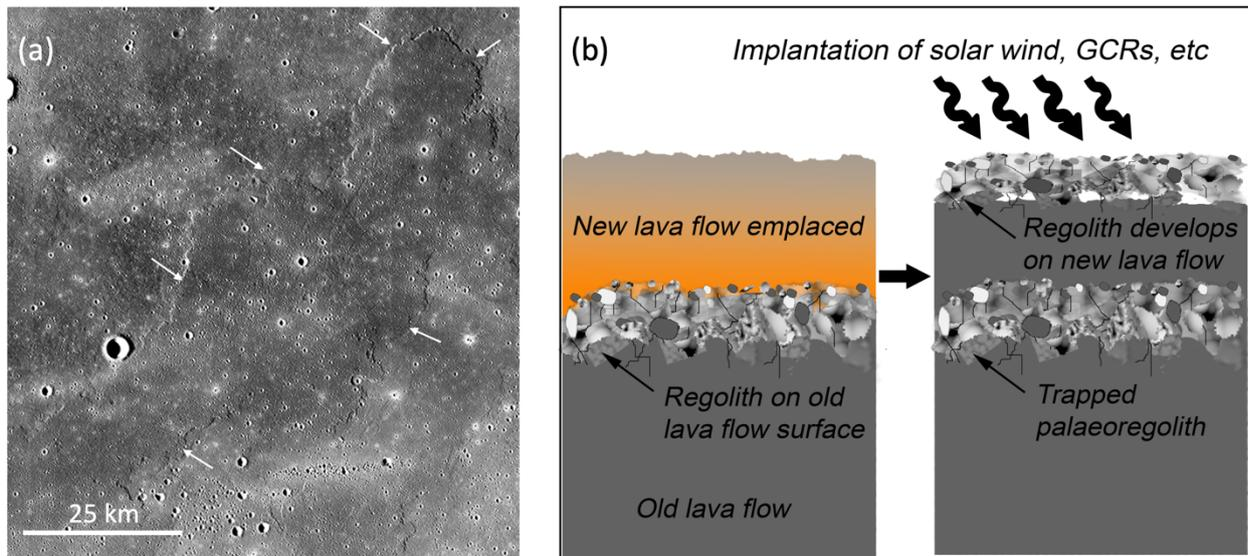 (a)
25 km
(b)
Implantation of solar wind, GCRs, etc
New lava flow emplaced
Regolith on old
lava flow surface
Old lava flow
Regolith develops
on new lava flow
Trapped
palaeoregolith